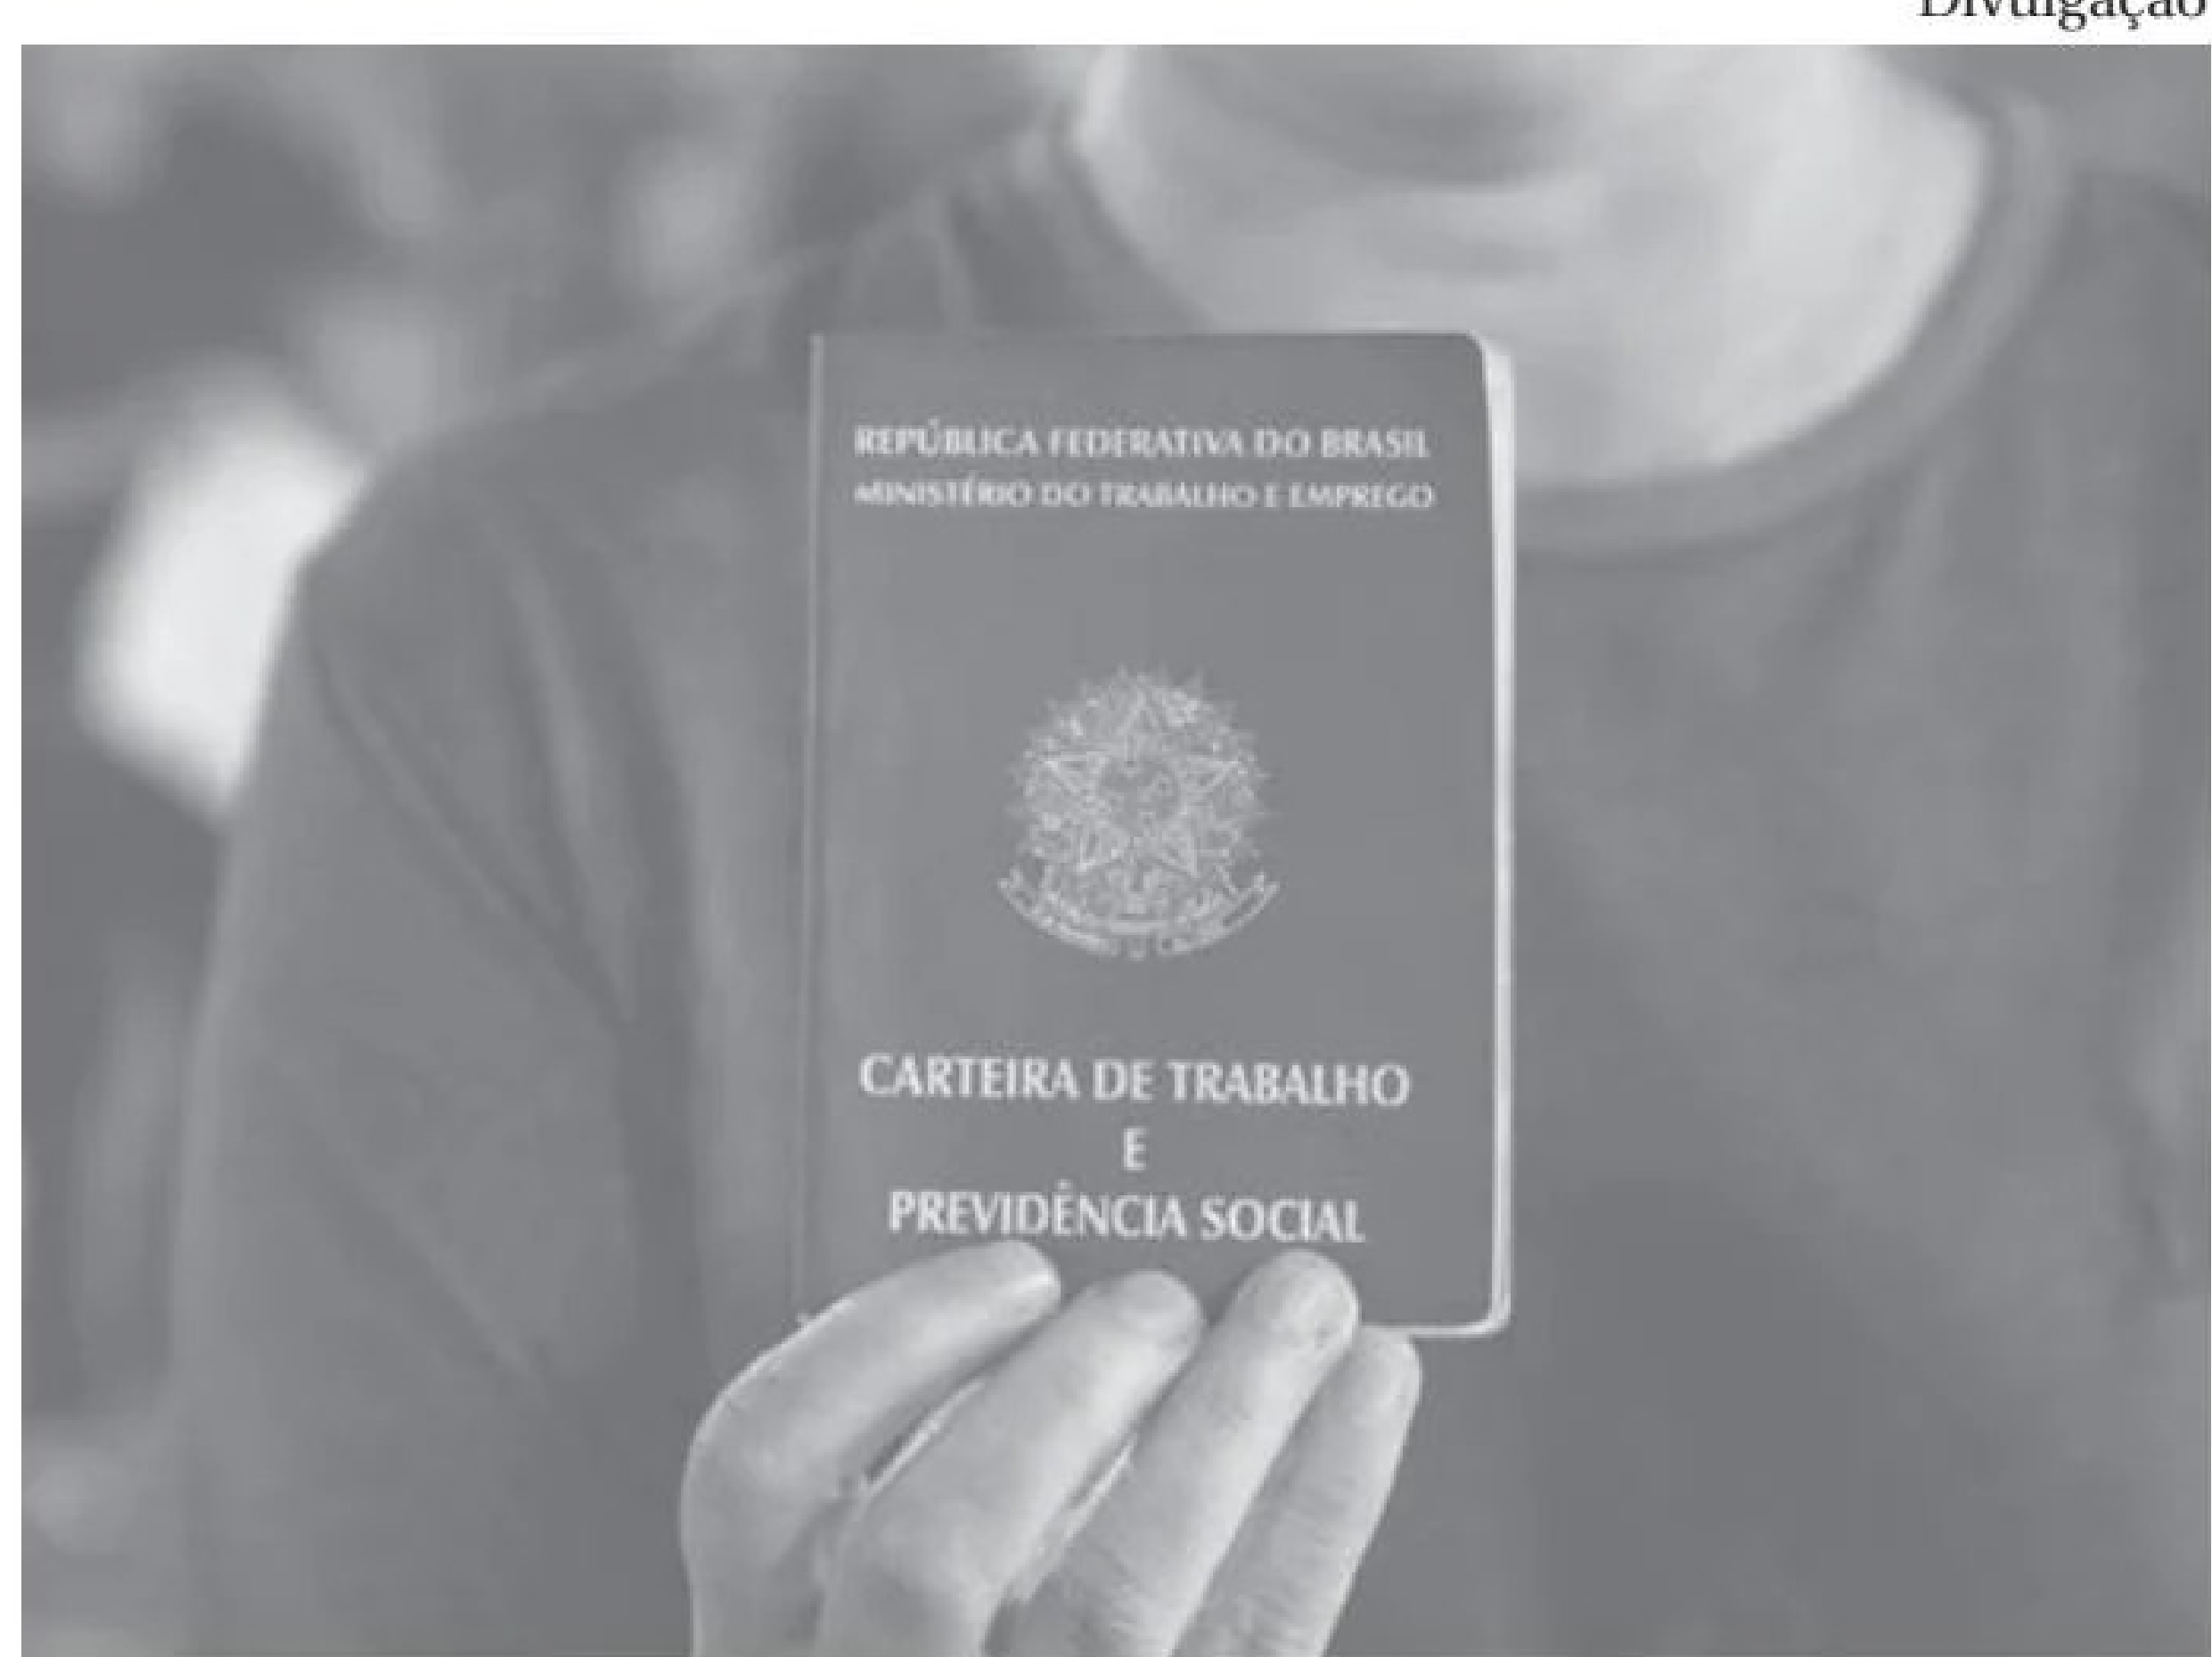 Divulgação
REPÚBLICA FEDERATIVA DO BRASIL
MINISTÉRIO DO TRABALHO E EMPREGO
CARTEIRA DE TRABALHO
E
PREVIDÊNCIA SOCIAL